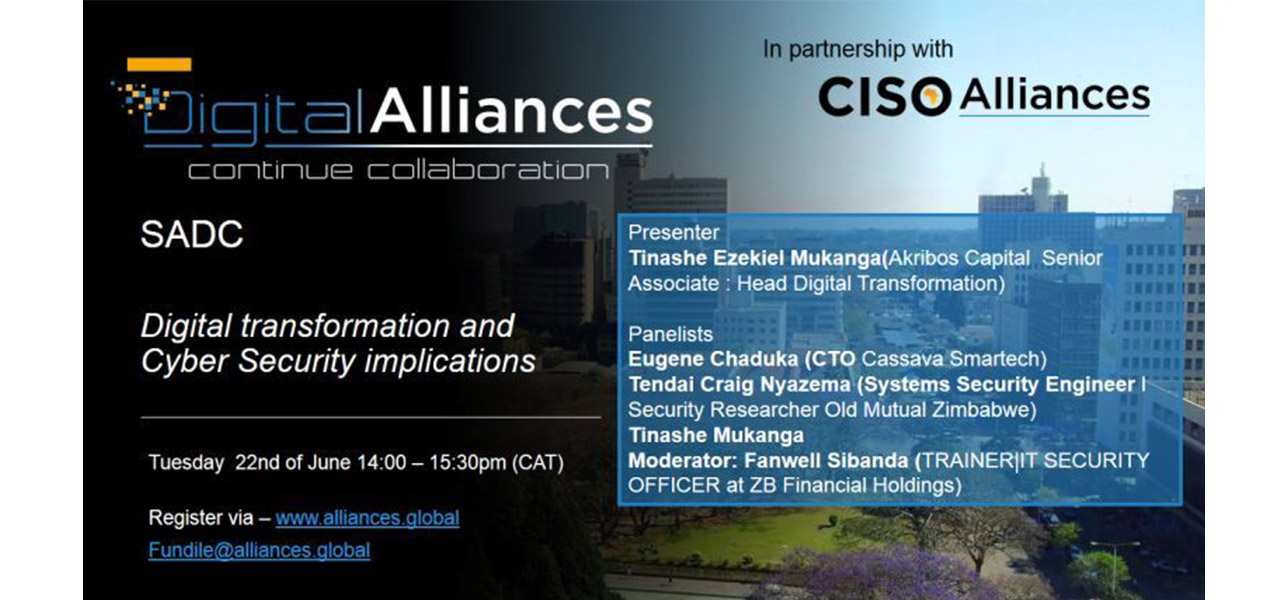 Digital Alliances
continue collaboration
In partnership with
CISO Alliances
SADC
Digital transformation and
Cyber Security implications
Tuesday 22nd of June 14:00 – 15:30pm (CAT)
Register via – www.alliances.global
Fundile@alliances.global
Presenter
Tinashe Ezekiel Mukanga(Akribos Capital Senior
Associate : Head Digital Transformation)
Panelists
Eugene Chaduka (CTO Cassava Smartech)
Tendai Craig Nyazema (Systems Security Engineer |
Security Researcher Old Mutual Zimbabwe)
Tinashe Mukanga
Moderator: Fanwell Sibanda (TRAINER|IT SECURITY
OFFICER at ZB Financial Holdings)